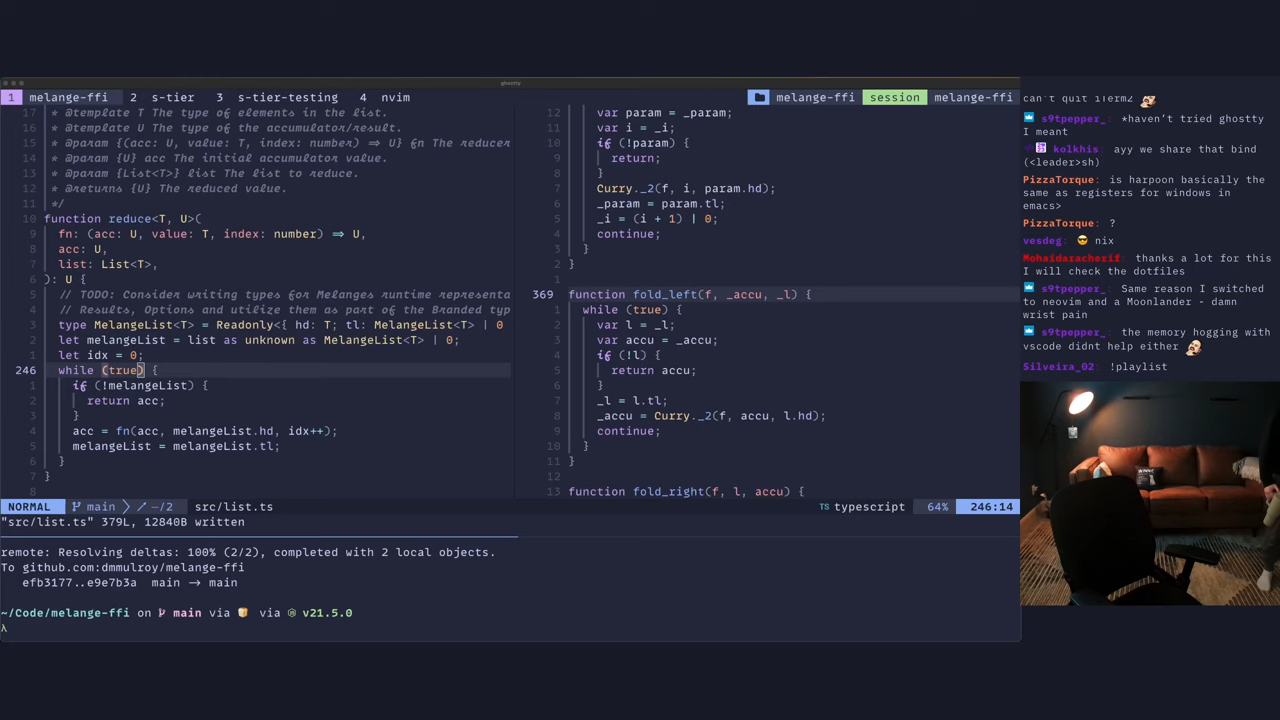 ghostty
1 melange-ffi 2 s-tier 3 s-tier-testing 4 nvim
melange-ffi session melange-ffi
17 * @template T The type of elements in the list.
16 * @template U The type of the accumulator/result.
15 * @param {(acc: U, value: T, index: number) => U} fn The reducer
14 * @param {U} acc The initial accumulator value.
13 * @param {List<T>} list The list to reduce.
12 * @returns {U} The reduced value.
11 */
10 function reduce<T, U>(
9 fn: (acc: U, value: T, index: number) => U,
8 acc: U,
7 list: List<T>,
6 ): U {
5 // TODO: Consider writing types for Melanges runtime representa
4 // Results, Options and utilize them as part of the Branded typ
3 type MelangeList<T> = Readonly<{ hd: T; tl: MelangeList<T> | 0
2 let melangeList = list as unknown as MelangeList<T> | 0;
1 let idx = 0;
246 while (true) {
1 if (!melangeList) {
2 return acc;
3 }
4 acc = fn(acc, melangeList.hd, idx++);
5 melangeList = melangeList.tl;
6 }
7 }
8
12 var param = _param;
11 var i = _i;
10 if (!param) {
9 return;
8 }
7 Curry._2(f, i, param.hd);
6 _param = param.tl;
5 _i = (i + 1) | 0;
4 continue;
3 }
2 }
1
369 function fold_left(f, _accu, _l) {
1 while (true) {
2 var l = _l;
3 var accu = _accu;
4 if (!l) {
5 return accu;
6 }
7 _l = l.tl;
8 _accu = Curry._2(f, accu, l.hd);
9 continue;
10 }
11 }
12
13 function fold_right(f, l, accu) {
NORMAL main ~/2 src/list.ts TS typescript 64% 246:14
"src/list.ts" 379L, 12840B written
remote: Resolving deltas: 100% (2/2), completed with 2 local objects.
To github.com:dmmulroy/melange-ffi
efb3177..e9e7b3a main -> main
~/Code/melange-ffi on main via via v21.5.0
λ
can't quit iTerm2
s9tpepper_: *haven't tried ghostty
I meant
kolkhis: ayy we share that bind
(<leader>sh)
PizzaTorque: is harpoon basically the
same as registers for windows in
emacs>
PizzaTorque: ?
vesdeg: nix
Mohaidaracherif: thanks a lot for this
I will check the dotfiles
s9tpepper_: Same reason I switched
to neovim and a Moonlander - damn
wrist pain
s9tpepper_: the memory hogging with
vscode didnt help either
Silveira_02: !playlist